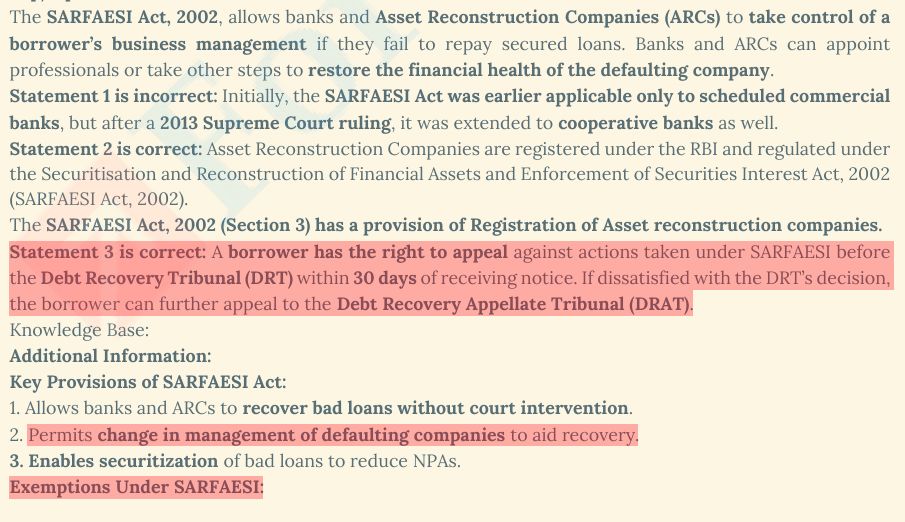 The SARFAESI Act, 2002, allows banks and Asset Reconstruction Companies (ARCs) to take control of a
borrower's business management if they fail to repay secured loans. Banks and ARCs can appoint
professionals or take other steps to restore the financial health of the defaulting company.
Statement 1 is incorrect: Initially, the SARFAESI Act was earlier applicable only to scheduled commercial
banks, but after a 2013 Supreme Court ruling, it was extended to cooperative banks as well.
Statement 2 is correct: Asset Reconstruction Companies are registered under the RBI and regulated under
the Securitisation and Reconstruction of Financial Assets and Enforcement of Securities Interest Act, 2002
(SARFAESI Act, 2002).
The SARFAESI Act, 2002 (Section 3) has a provision of Registration of Asset reconstruction companies.
Statement 3 is correct: A borrower has the right to appeal against actions taken under SARFAESI before
the Debt Recovery Tribunal (DRT) within 30 days of receiving notice. If dissatisfied with the DRT's decision,
the borrower can further appeal to the Debt Recovery Appellate Tribunal (DRAT).
Knowledge Base:
Additional Information:
Key Provisions of SARFAESI Act:
1. Allows banks and ARCs to recover bad loans without court intervention.
2. Permits change in management of defaulting companies to aid recovery.
3. Enables securitization of bad loans to reduce NPAs.
Exemptions Under SARFAESI: